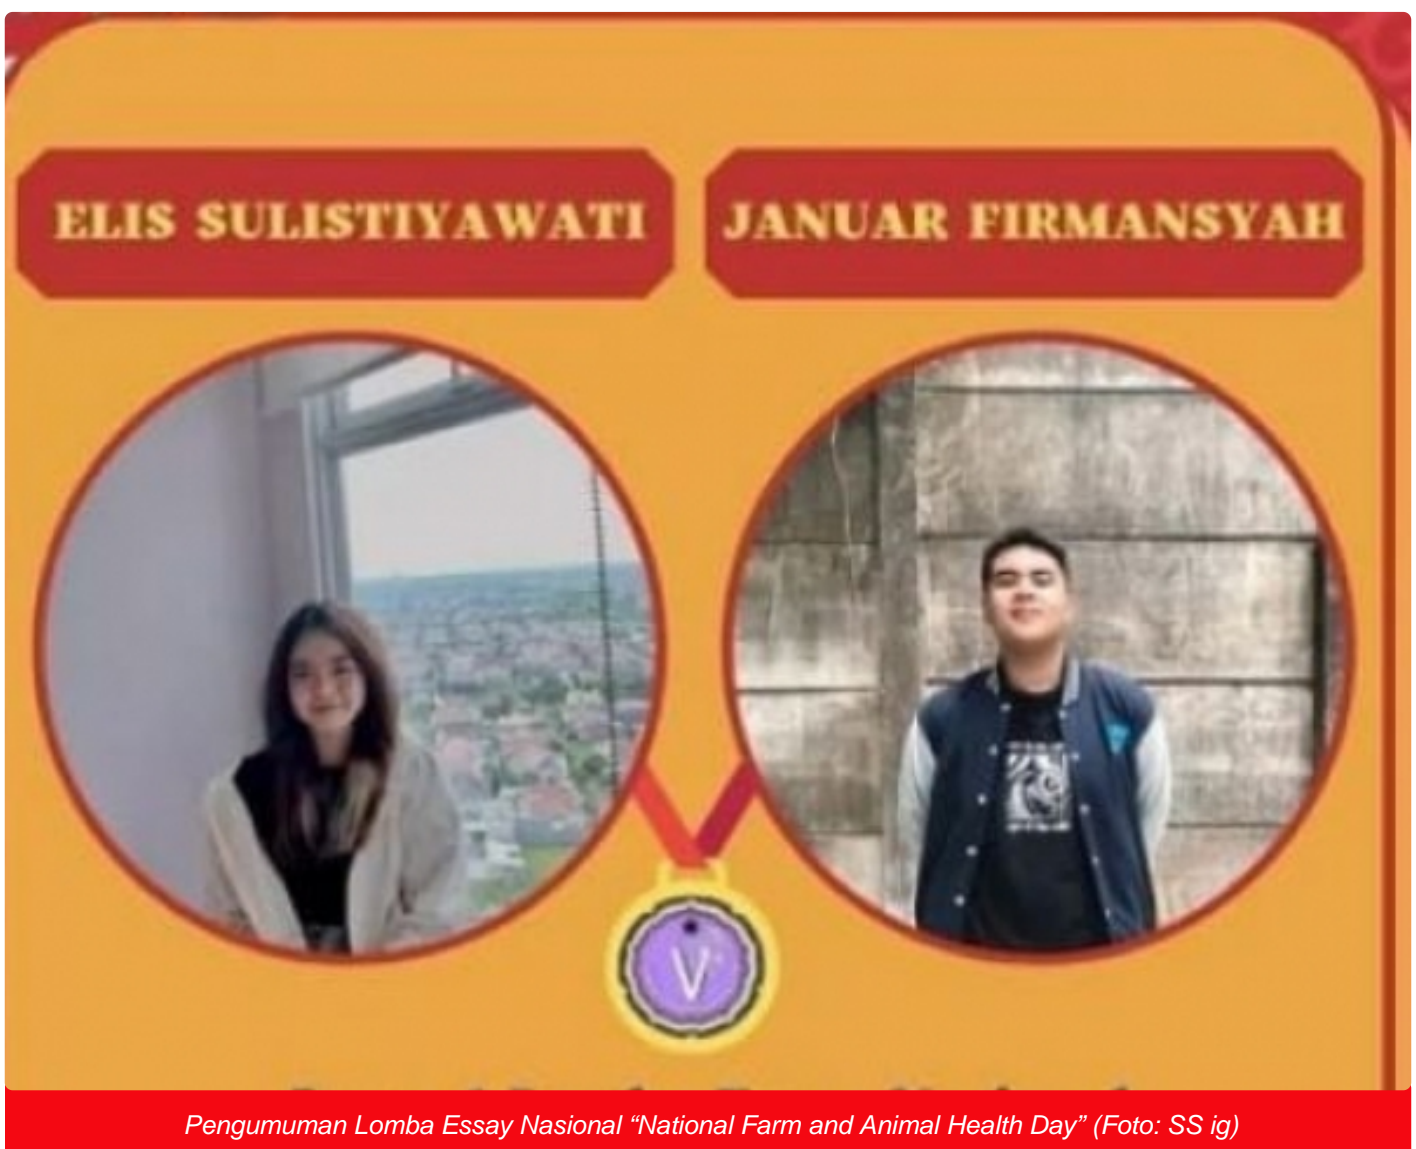 ELIS SULISTIYAWATI
JANUAR FIRMANSYAH
V
Pengumuman Lomba Essay Nasional “National Farm and Animal Health Day” (Foto: SS ig)